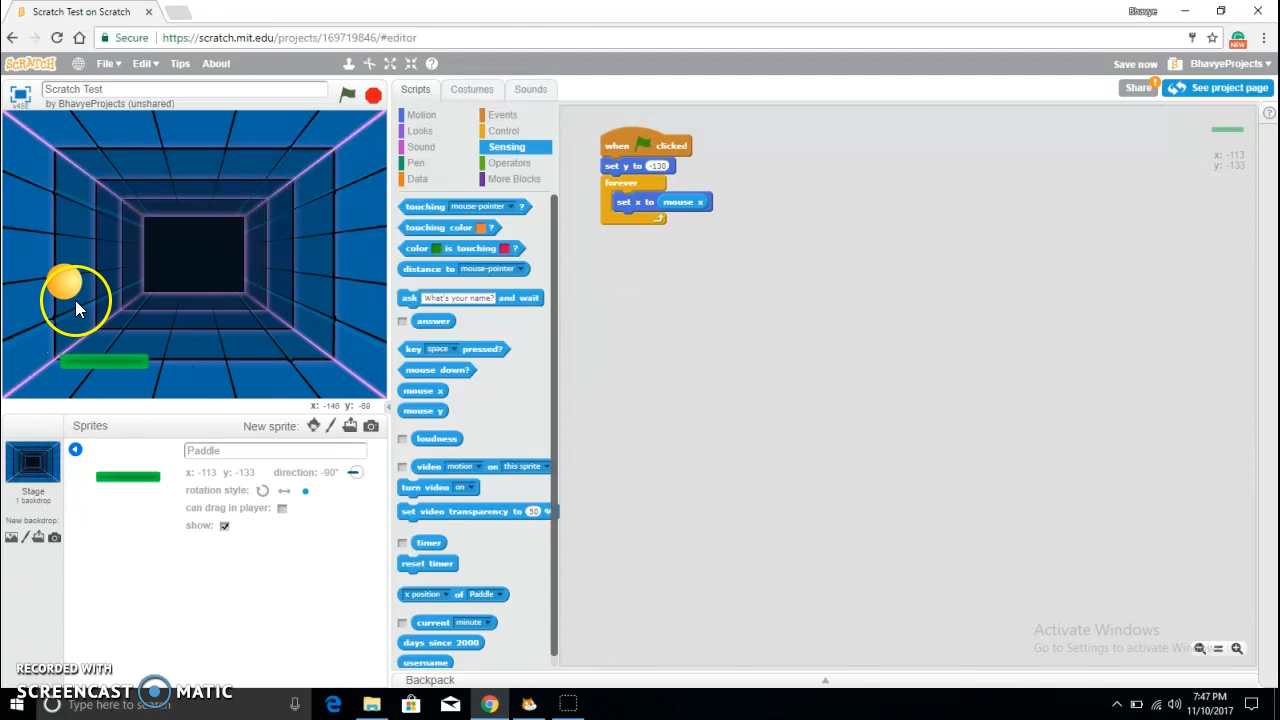 Scratch Test on Scratch
Bhavye
Secure
https://scratch.mit.edu/projects/169719846/#editor
NEW
SCRATCH
File
Edit
Tips
About
Save now
BhavyeProjects
Scratch Test
by BhavyeProjects (unshared)
Scripts
Costumes
Sounds
Share
See project page
Motion
Events
Looks
Control
Sound
Sensing
Pen
Operators
Data
More Blocks
touching mouse-pointer ?
touching color ?
color is touching ?
distance to mouse-pointer
ask What's your name? and wait
answer
key space pressed?
mouse down?
mouse x
mouse y
loudness
video motion on this sprite
turn video on
set video transparency to 50 %
timer
reset timer
x position of Paddle
current minute
days since 2000
username
when clicked
set y to -130
forever
set x to mouse x
x: -113
y: -133
x: -146 y: -69
Sprites
New sprite:
Paddle
x: -113 y: -133 direction: -90°
rotation style:
can drag in player:
show:
Stage
1 backdrop
New backdrop:
Backpack
Activate Windows
Go to Settings to activate Windows
RECORDED WITH
SCREENCAST MATIC
Type here to search
7:47 PM
11/10/2017